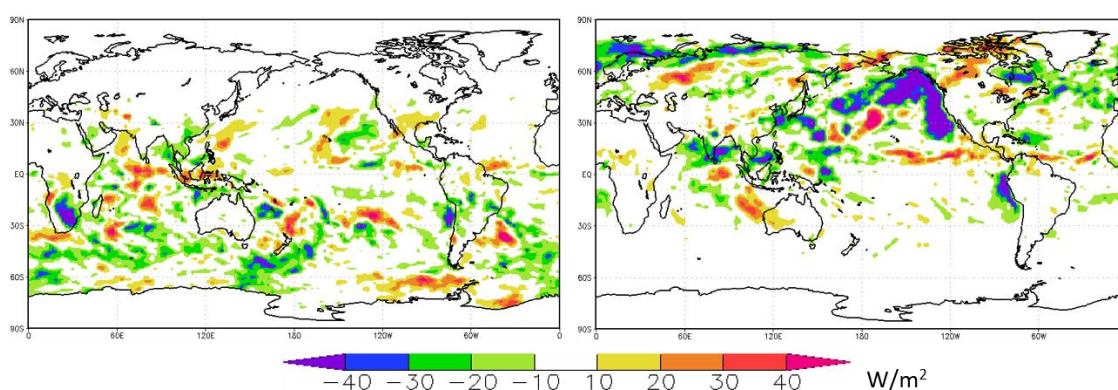 90N 90N
60N 60N
30N 30N
EQ EQ
30S 30S
60S 60S
90S 90S
0 60E 120E 180 120W 60W 0 0 60E 120E 180 120W 60W
−40 −30 −20 −10 10 20 30 40 W/m²